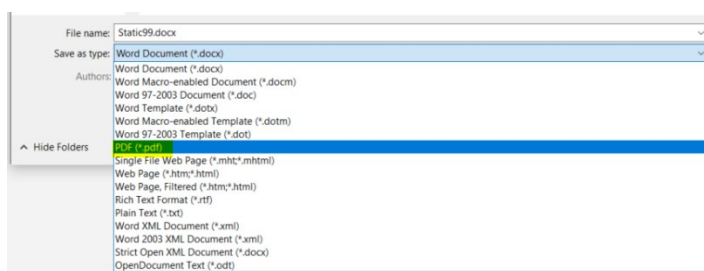 File name: Static99.docx
Save as type: Word Document (*.docx)
Authors:
Word Document (*.docx)
Word Macro-enabled Document (*.docm)
Word 97-2003 Document (*.doc)
Word Template (*.dotx)
Word Macro-enabled Template (*.dotm)
Word 97-2003 Template (*.dot)
Hide Folders
PDF (*.pdf)
Single File Web Page (*.mht;*.mhtml)
Web Page (*.htm;*.html)
Web Page, Filtered (*.htm;*.html)
Rich Text Format (*.rtf)
Plain Text (*.txt)
Word XML Document (*.xml)
Word 2003 XML Document (*.xml)
Strict Open XML Document (*.docx)
OpenDocument Text (*.odt)